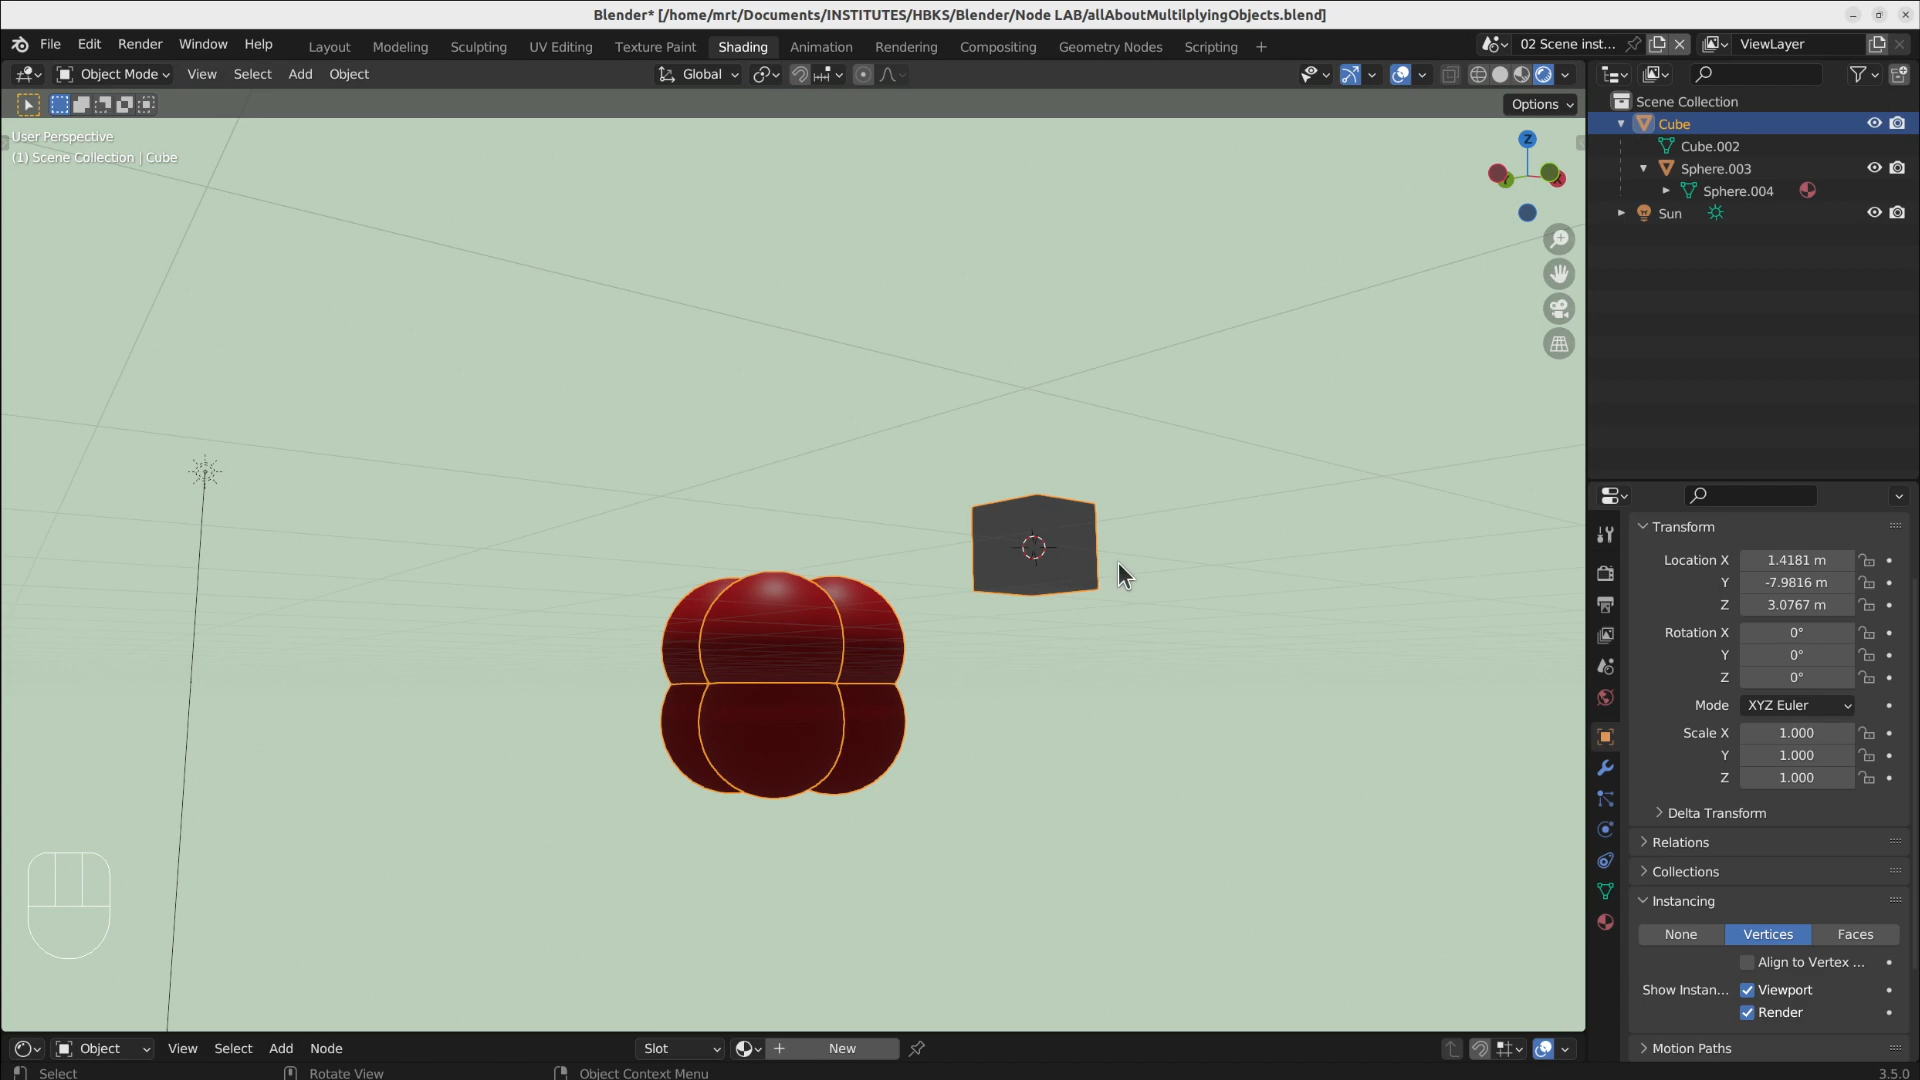 Blender* [/home/mrt/Documents/INSTITUTES/HBKS/Blender/Node LAB/allAboutMultilplyingObjects.blend]
File Edit Render Window Help Layout Modeling Sculpting UV Editing Texture Paint Shading Animation Rendering Compositing Geometry Nodes Scripting + 02 Scene inst... ViewLayer
Object Mode View Select Add Object Global
Options
User Perspective
(1) Scene Collection | Cube
Z
Scene Collection
Cube
Cube.002
Sphere.003
Sphere.004
Sun
Transform
Location X 1.4181 m
Y -7.9816 m
Z 3.0767 m
Rotation X 0°
Y 0°
Z 0°
Mode XYZ Euler
Scale X 1.000
Y 1.000
Z 1.000
Delta Transform
Relations
Collections
Instancing
None Vertices Faces
Align to Vertex ...
Show Instan... Viewport
Render
Motion Paths
Object View Select Add Node Slot + New
Select Rotate View Object Context Menu 3.5.0